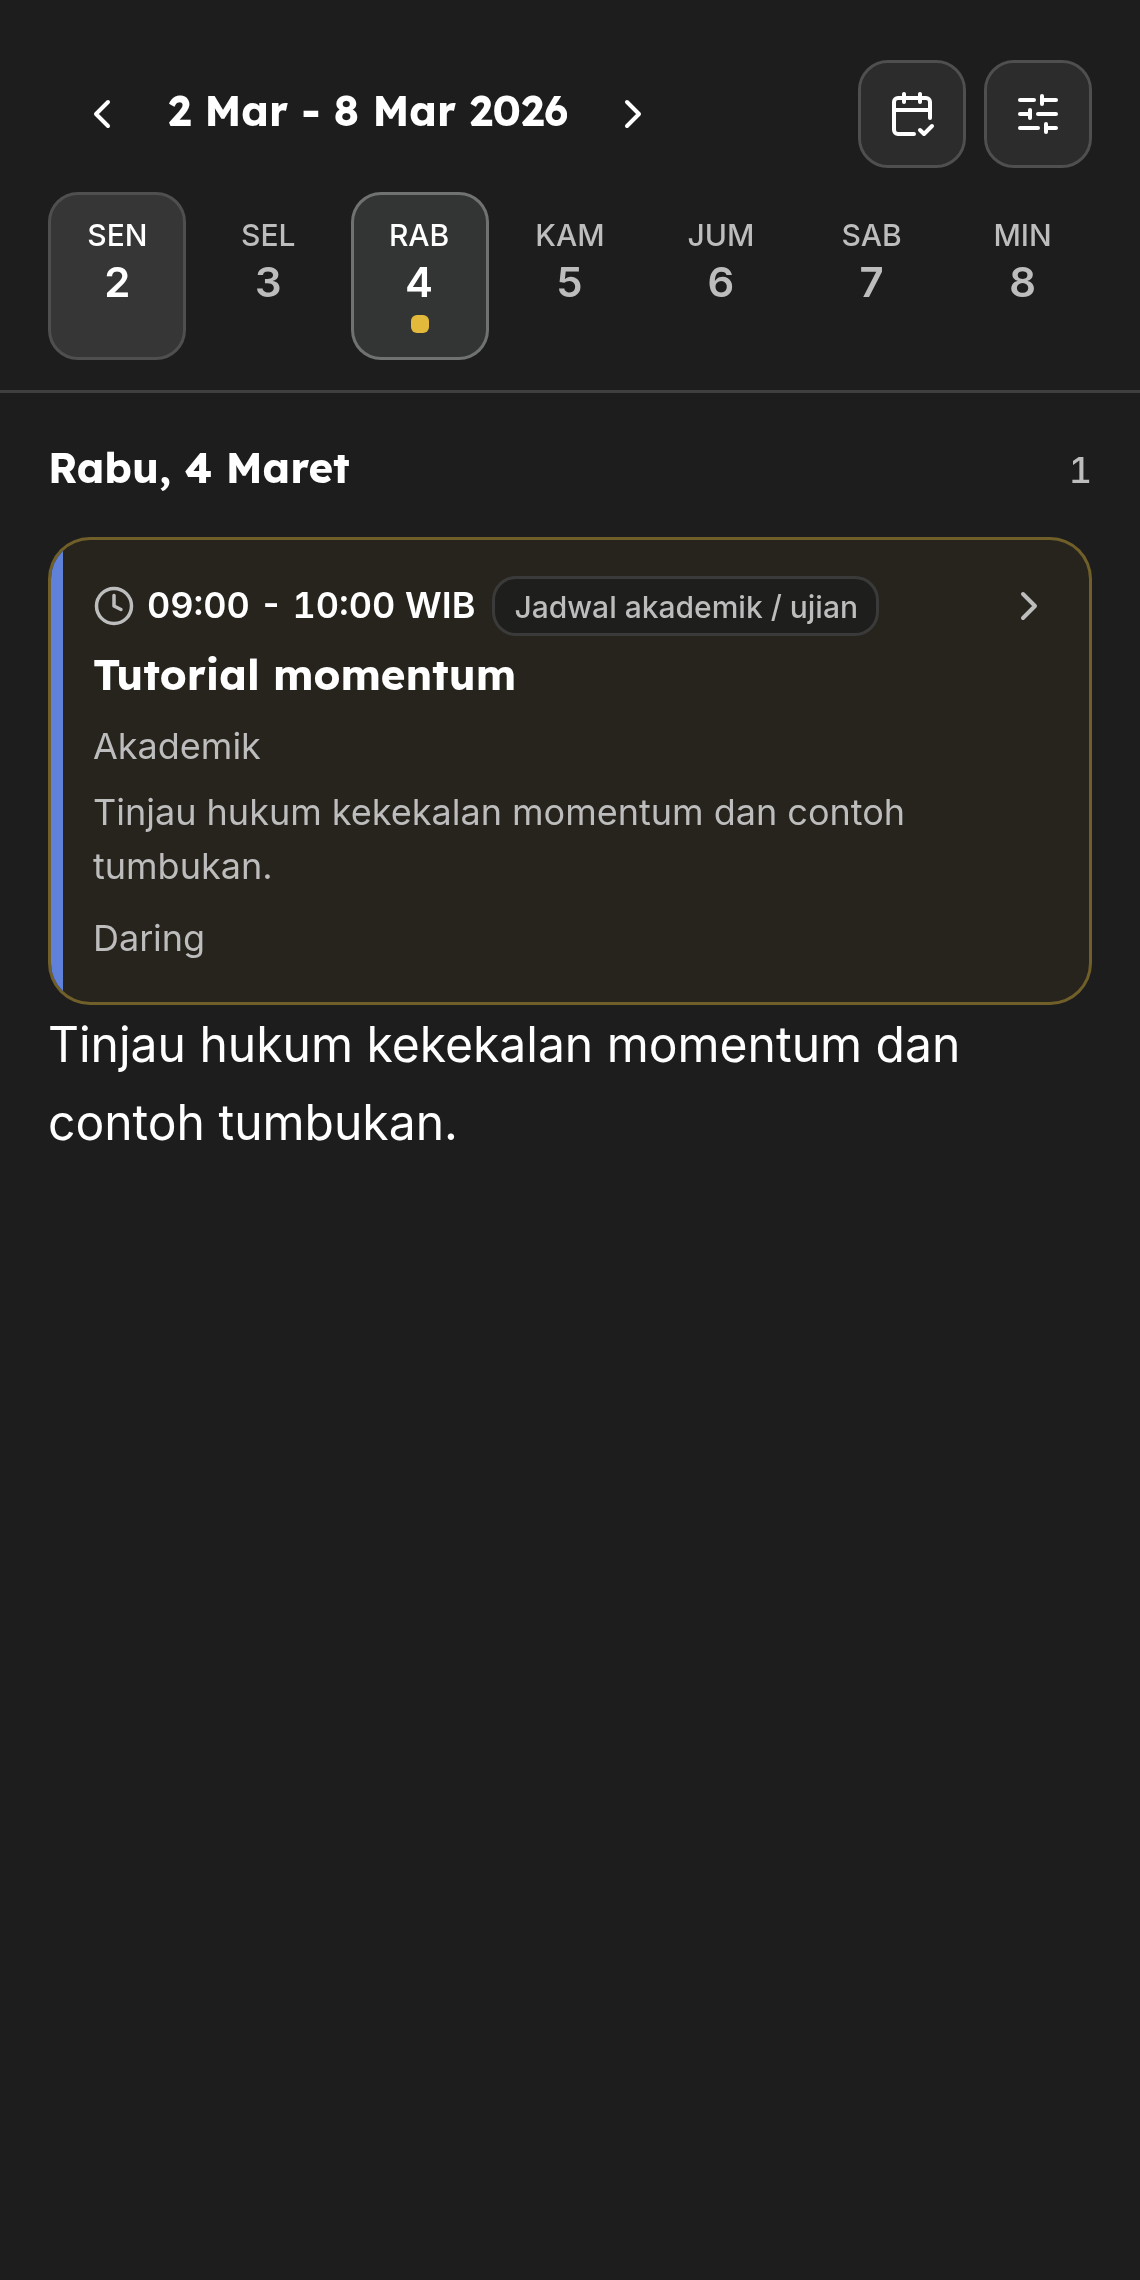 2 Mar - 8 Mar 2026
SEN SEL RAB KAM JUM SAB MIN
2 3 4 5 6 7 8
Rabu, 4 Maret 1
09:00 - 10:00 WIB Jadwal akademik / ujian
Tutorial momentum
Akademik
Tinjau hukum kekekalan momentum dan contoh
tumbukan.
Daring
Tinjau hukum kekekalan momentum dan
contoh tumbukan.